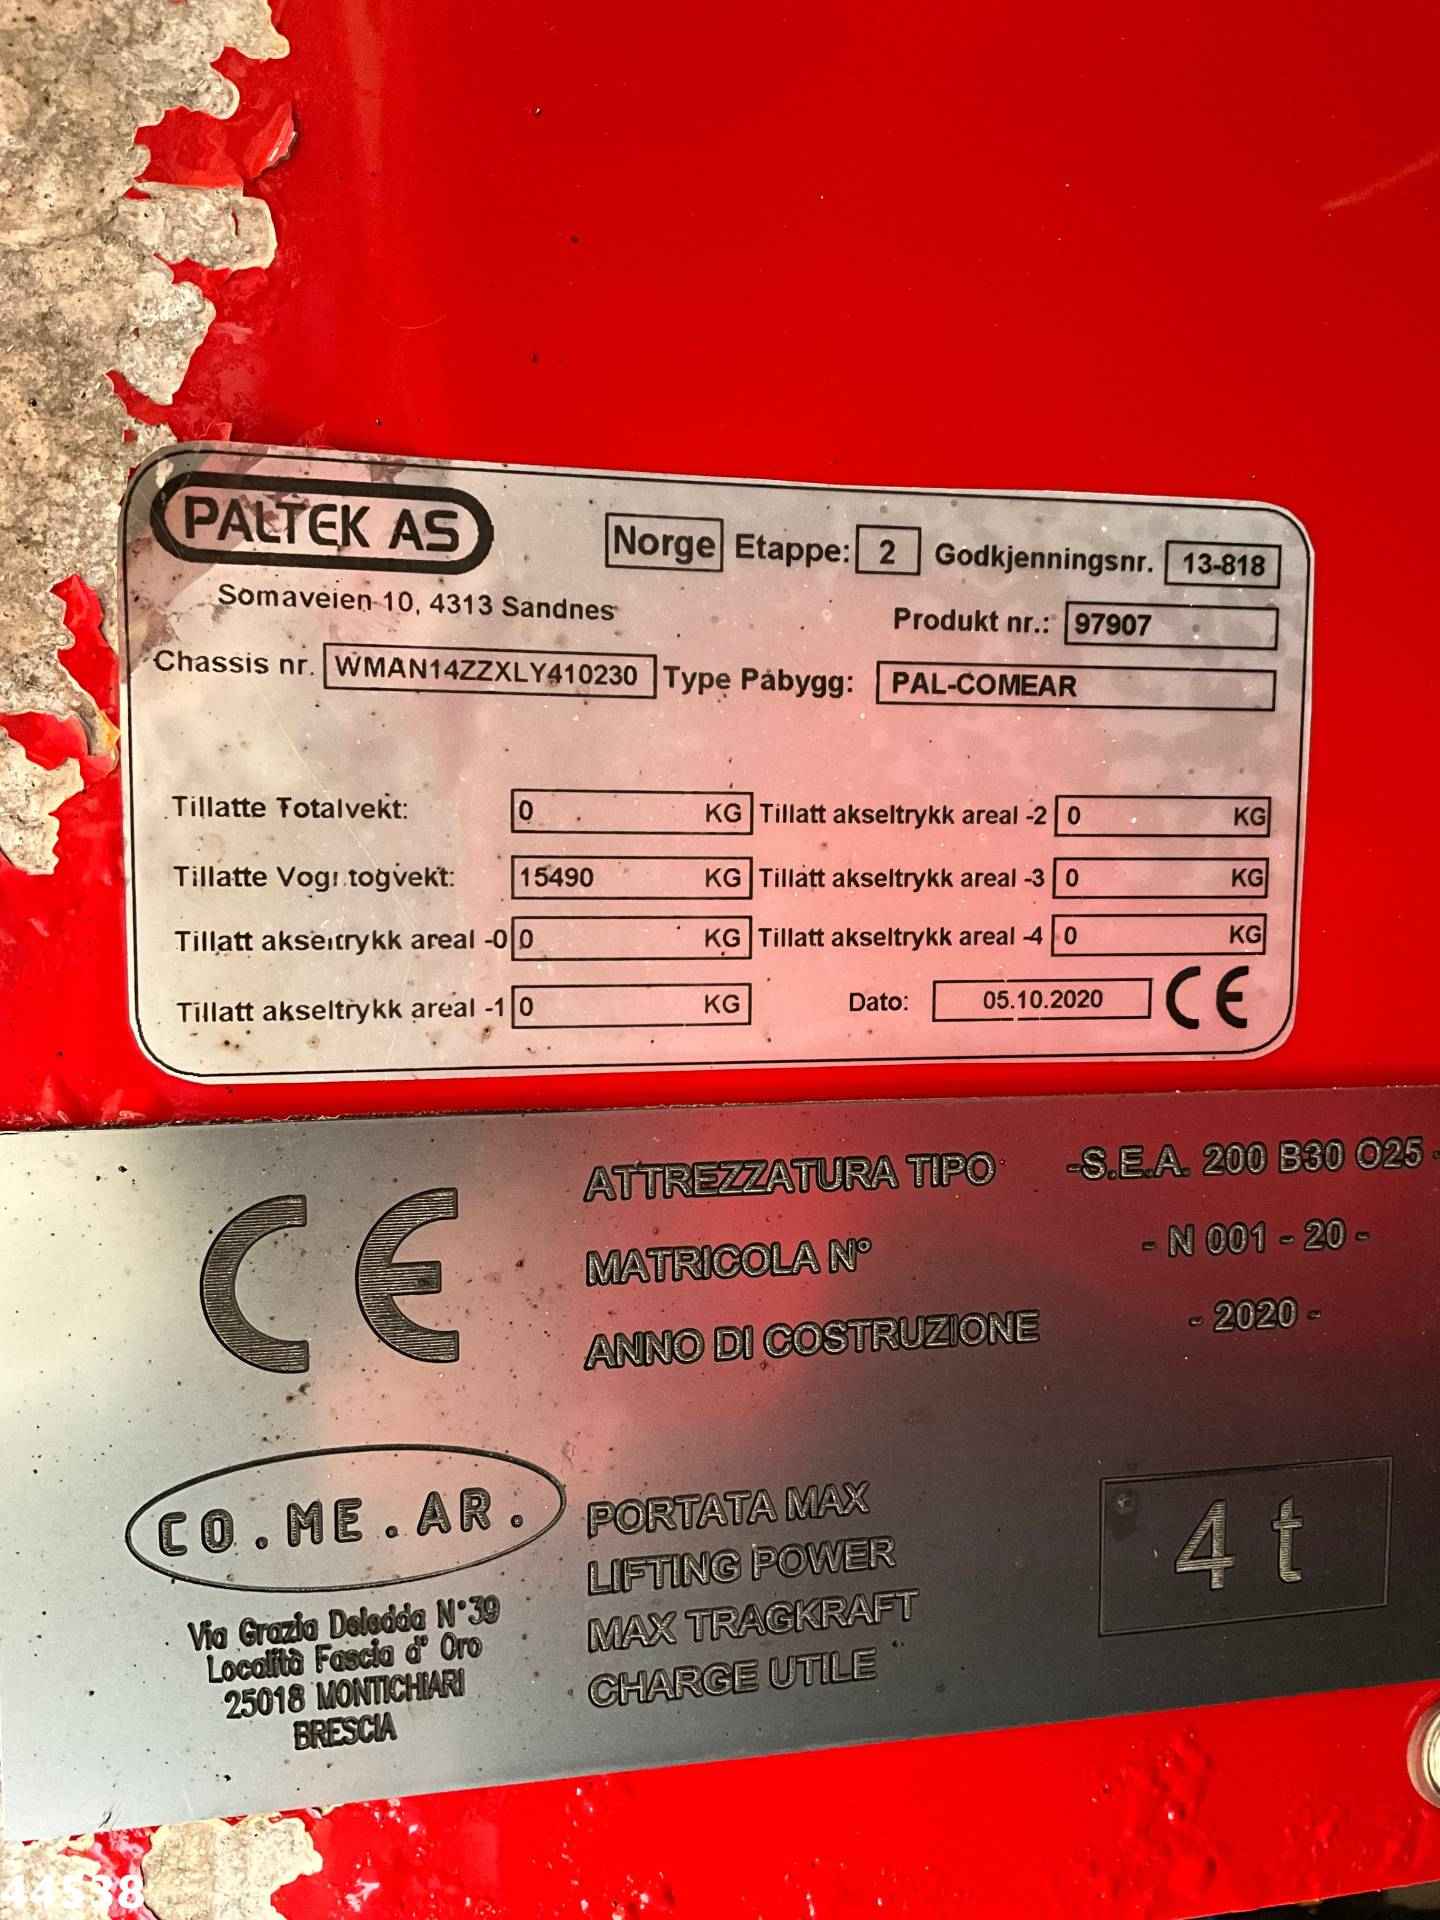 PALTEK AS
Norge Etappe: 2 Godkjenningsnr. 13-818
Somaveien 10, 4313 Sandnes
Produkt nr.: 97907
Chassis nr. WMAN14ZZXLY410230 Type Påbygg: PAL-COMEAR
Tillatte Totalvekt: 0 KG Tillatt akseltrykk areal -2 0 KG
Tillatte Vogntogvekt: 15490 KG Tillatt akseltrykk areal -3 0 KG
Tillatt akseltrykk areal -0 0 KG Tillatt akseltrykk areal -4 0 KG
Tillatt akseltrykk areal -1 0 KG Dato: 05.10.2020 CE
CE
ATTREZZATURA TIPO -S.E.A. 200 B30 O25 -
MATRICOLA N° - N 001 - 20 -
ANNO DI COSTRUZIONE - 2020 -
CO.ME.AR.
Via Grazia Deledda N°39
Località Fascia d' Oro
25018 MONTICHIARI
BRESCIA
PORTATA MAX
LIFTING POWER
MAX TRAGKRAFT
CHARGE UTILE
4 t
44538